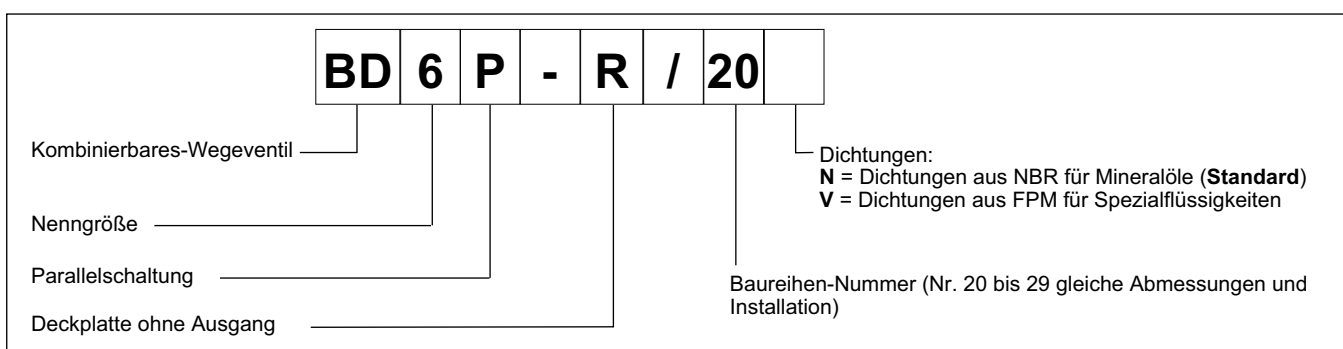 BD 6 P - R / 20
Kombinierbares-Wegeventil
Nenngröße
Parallelschaltung
Deckplatte ohne Ausgang
Dichtungen:
N = Dichtungen aus NBR für Mineralöle (Standard)
V = Dichtungen aus FPM für Spezialflüssigkeiten
Baureihen-Nummer (Nr. 20 bis 29 gleiche Abmessungen und
Installation)